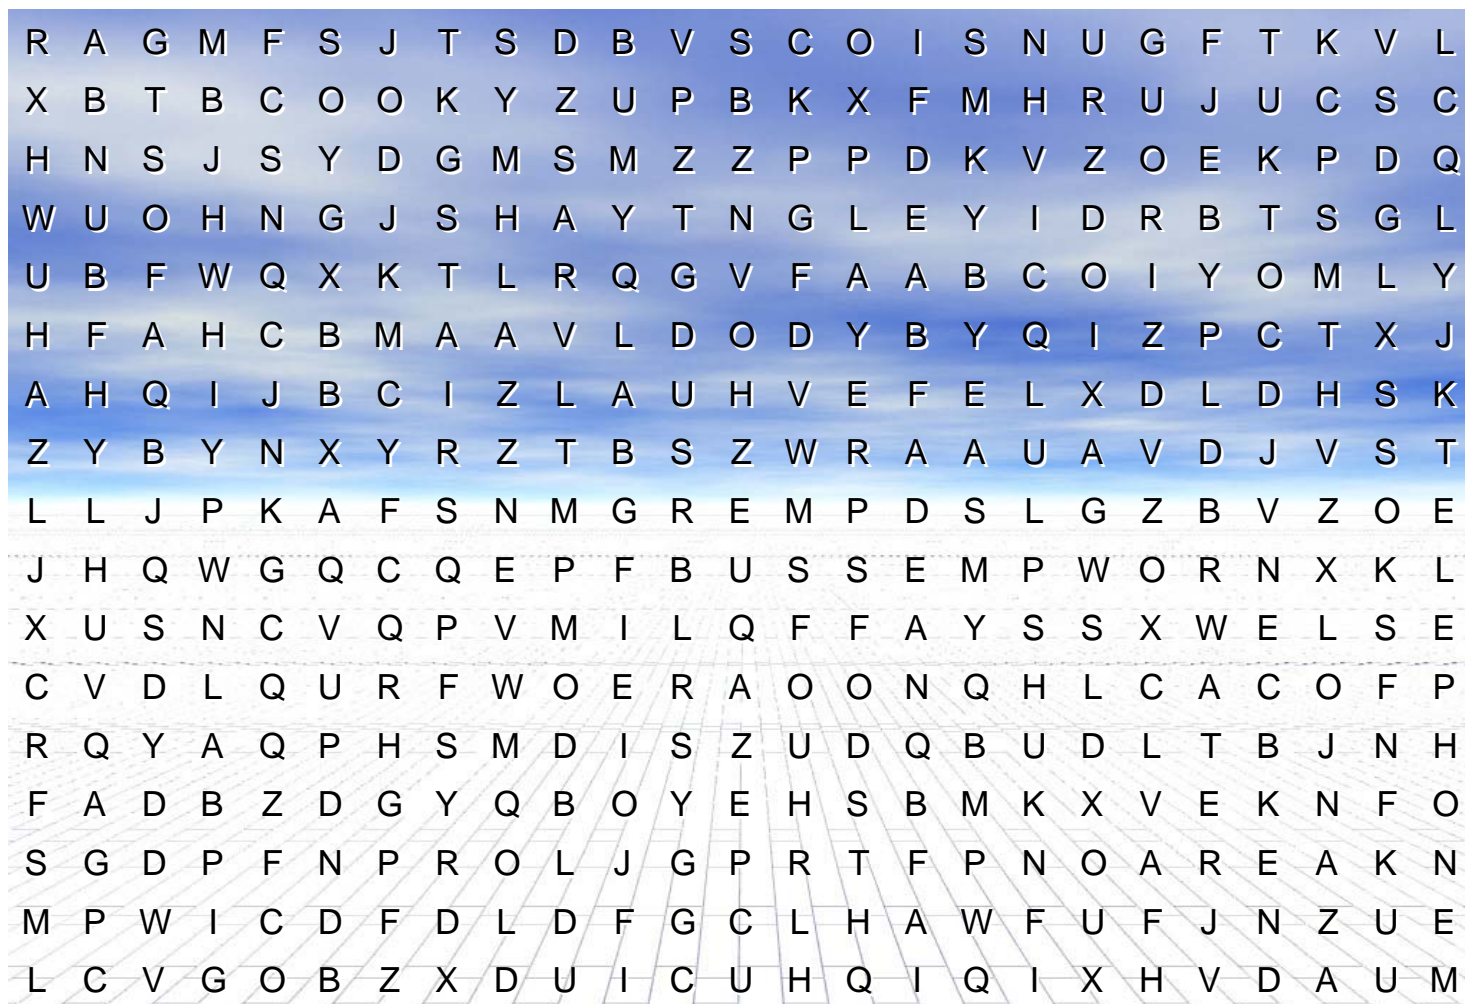 R A G M F S J T S D B V S C O I S N U G F T K V L
X B T B C O O K Y Z U P B K X F M H R U J U C S C
H N S J S Y D G M S M Z Z P P D K V Z O E K P D Q
W U O H N G J S H A Y T N G L E Y I D R B T S G L
U B F W Q X K T L R Q G V F A A B C O I Y O M L Y
H F A H C B M A A V L D O D Y B Y Q I Z P C T X J
A H Q I J B C I Z L A U H V E F E L X D L D H S K
Z Y B Y N X Y R Z T B S Z W R A A U A V D J V S T
L L J P K A F S N M G R E M P D S L G Z B V Z O E
J H Q W G Q C Q E P F B U S S E M P W O R N X K L
X U S N C V Q P V M I L Q F F A Y S S X W E L S E
C V D L Q U R F W O E R A O O N Q H L C A C O F P
R Q Y A Q P H S M D I S Z U D Q B U D L T B J N H
F A D B Z D G Y Q B O Y E H S B M K X V E K N F O
S G D P F N P R O L J G P R T F P N O A R E A K N
M P W I C D F D L D F G C L H A W F U F J N Z U E
L C V G O B Z X D U I C U H Q I Q I X H V D A U M